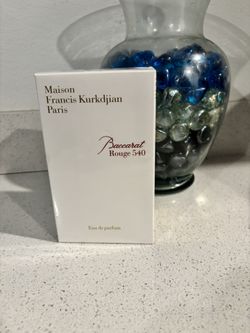 Maison
Francis Kurkdjian
Paris
Baccarat
Rouge 540
Eau de parfum